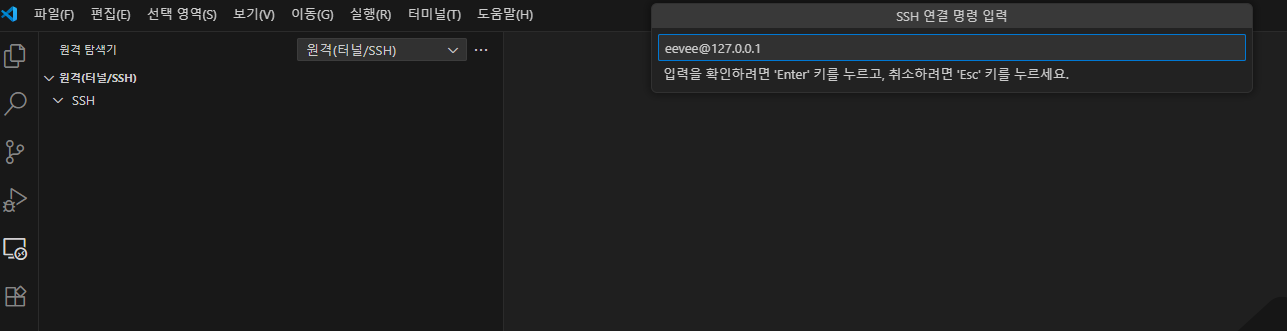 파일(F) 편집(E) 선택 영역(S) 보기(V) 이동(G) 실행(R) 터미널(T) 도움말(H)
SSH 연결 명령 입력
eevee@127.0.0.1
입력을 확인하려면 'Enter' 키를 누르고, 취소하려면 'Esc' 키를 누르세요.
원격 탐색기
원격(터널/SSH)
원격(터널/SSH)
SSH